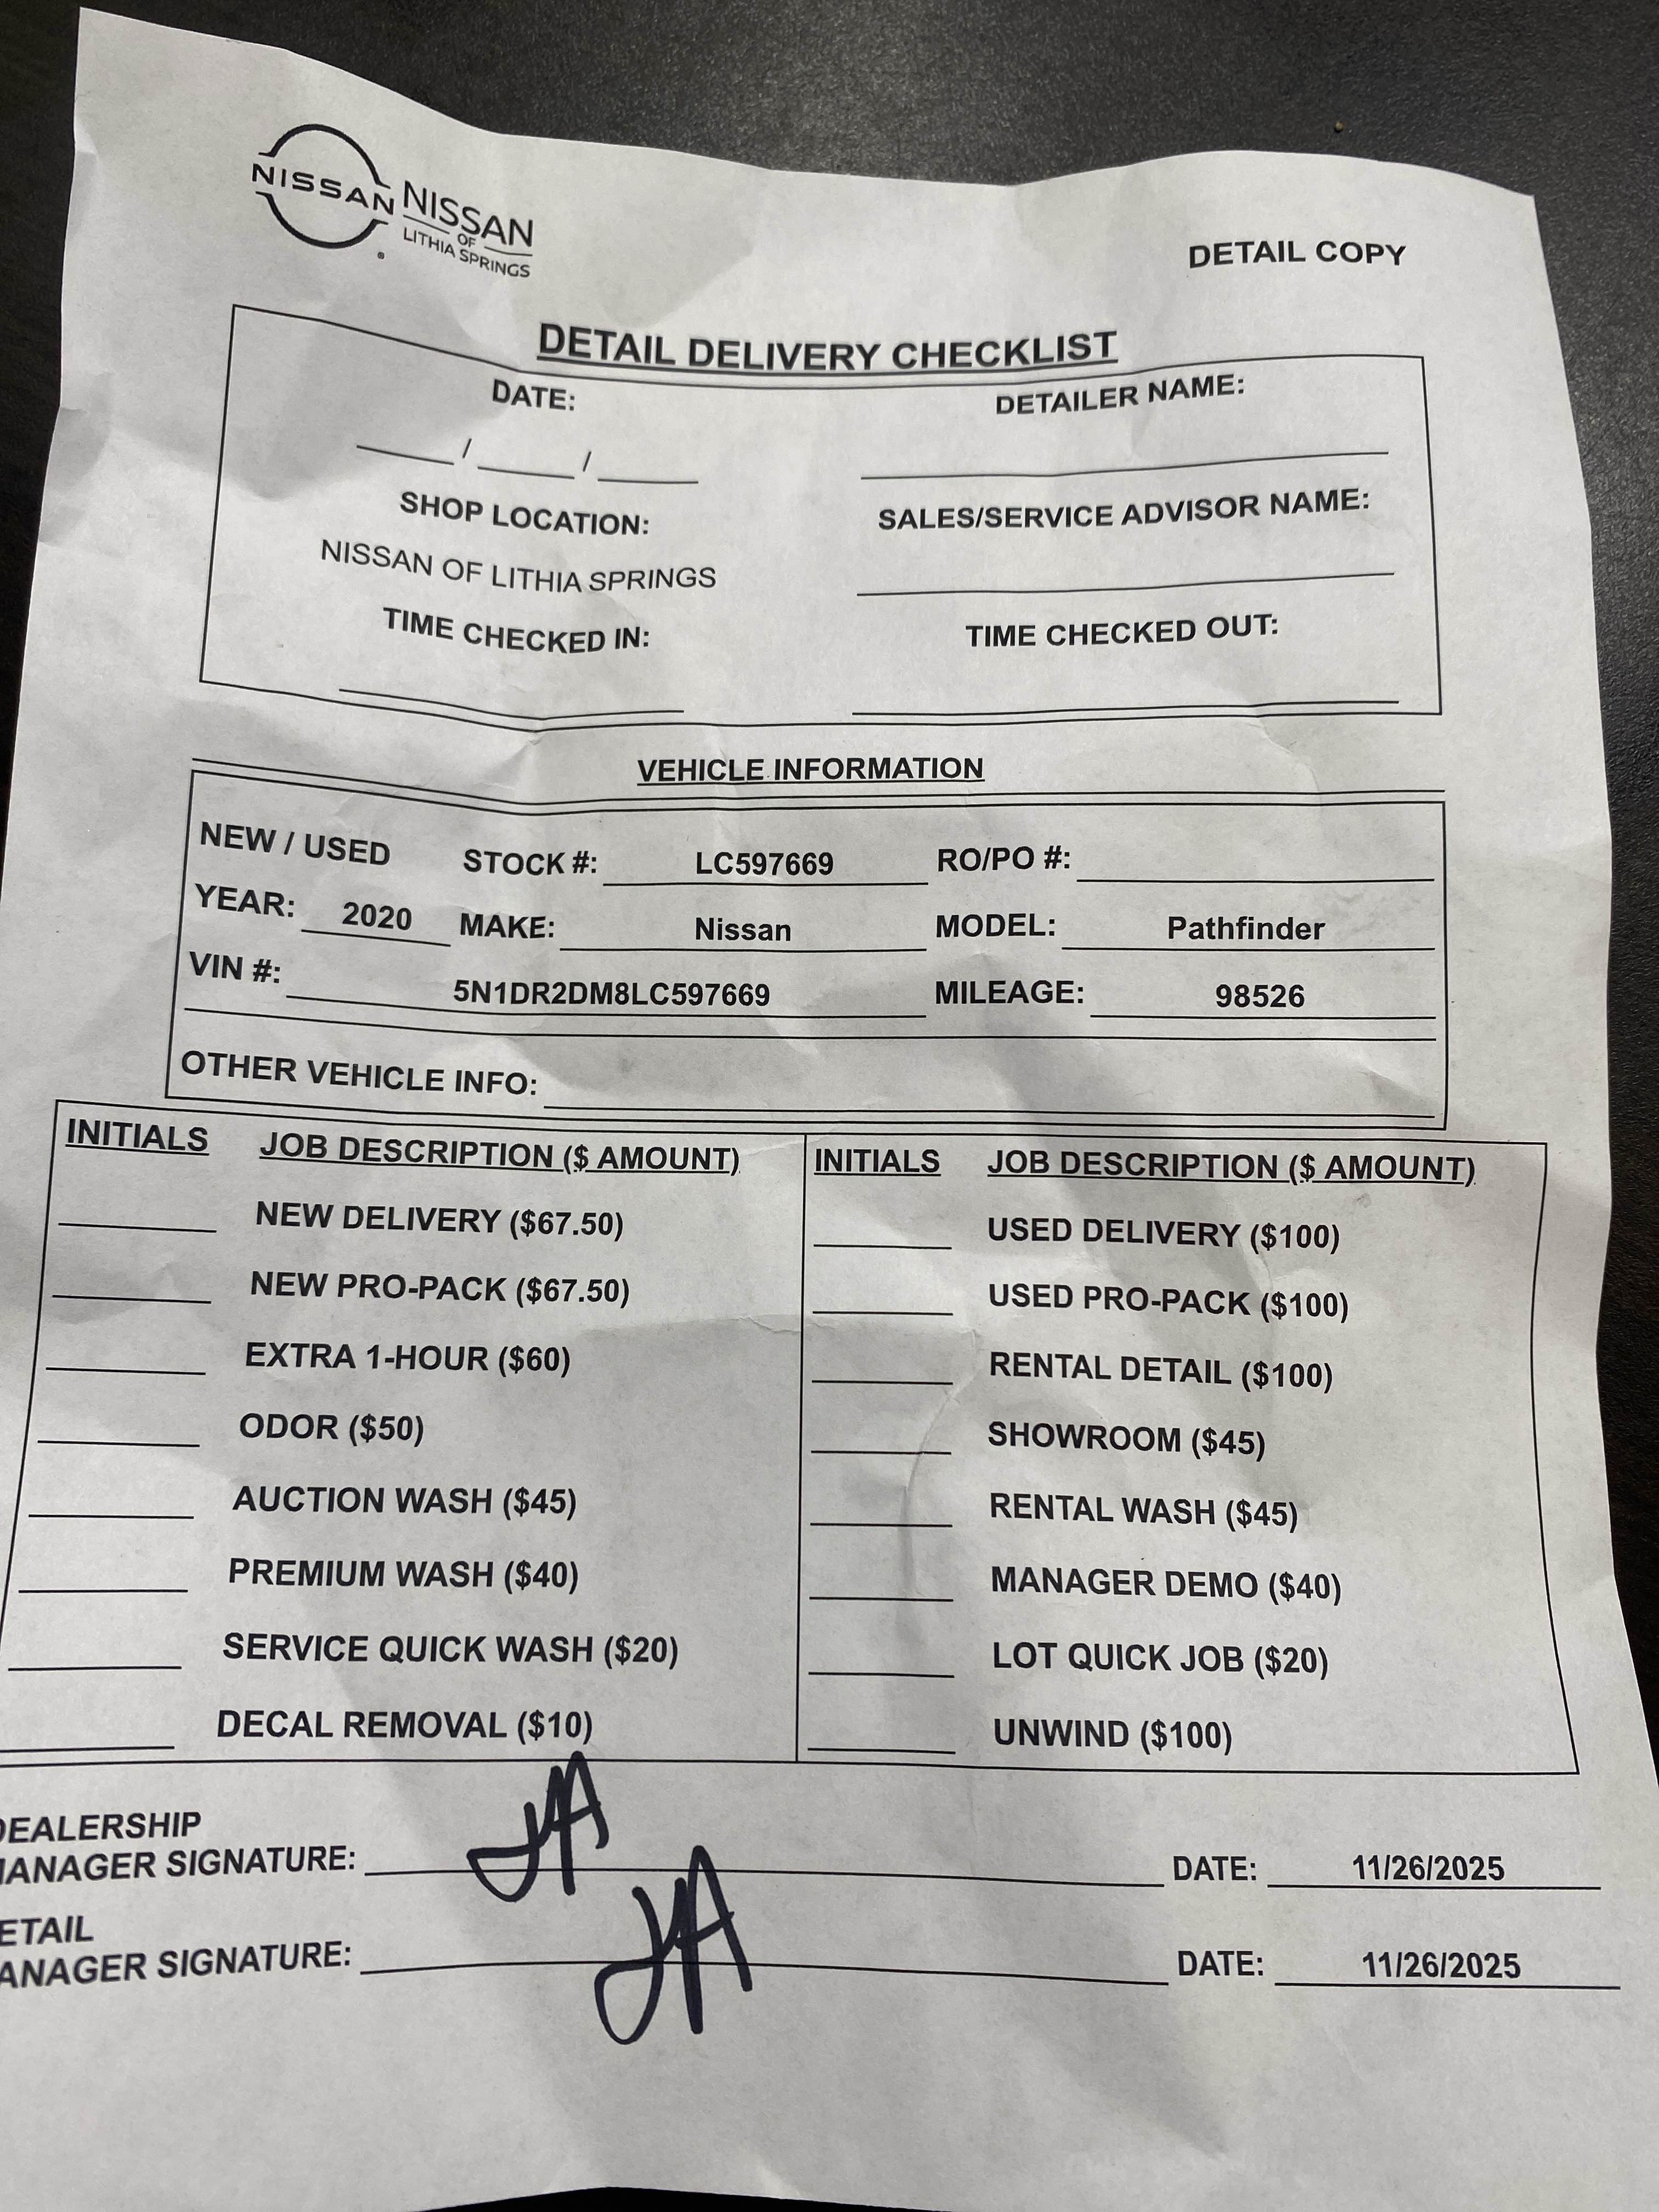 NISSAN NISSAN
OF
LITHIA SPRINGS
DETAIL COPY
DETAIL DELIVERY CHECKLIST
DATE: DETAILER NAME:
/ /
SHOP LOCATION: SALES/SERVICE ADVISOR NAME:
NISSAN OF LITHIA SPRINGS
TIME CHECKED IN: TIME CHECKED OUT:
VEHICLE INFORMATION
NEW / USED STOCK #: LC597669 RO/PO #:
YEAR: 2020 MAKE: Nissan MODEL: Pathfinder
VIN #: 5N1DR2DM8LC597669 MILEAGE: 98526
OTHER VEHICLE INFO:
INITIALS JOB DESCRIPTION ($ AMOUNT) INITIALS JOB DESCRIPTION ($ AMOUNT)
NEW DELIVERY ($67.50) USED DELIVERY ($100)
NEW PRO-PACK ($67.50) USED PRO-PACK ($100)
EXTRA 1-HOUR ($60) RENTAL DETAIL ($100)
ODOR ($50) SHOWROOM ($45)
AUCTION WASH ($45) RENTAL WASH ($45)
PREMIUM WASH ($40) MANAGER DEMO ($40)
SERVICE QUICK WASH ($20) LOT QUICK JOB ($20)
DECAL REMOVAL ($10) UNWIND ($100)
DEALERSHIP
MANAGER SIGNATURE: JA DATE: 11/26/2025
ETAIL
ANAGER SIGNATURE: JA DATE: 11/26/2025